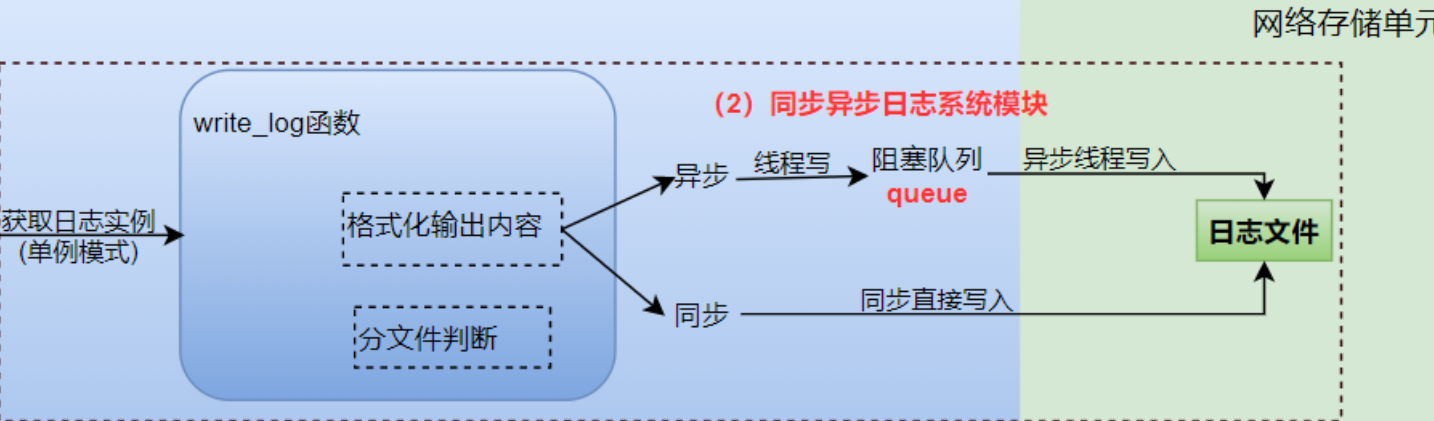 网络存储单元
(2) 同步异步日志系统模块
write_log函数
异步
线程写
阻塞队列
queue
异步线程写入
获取日志实例
(单例模式)
格式化输出内容
日志文件
同步
同步直接写入
分文件判断